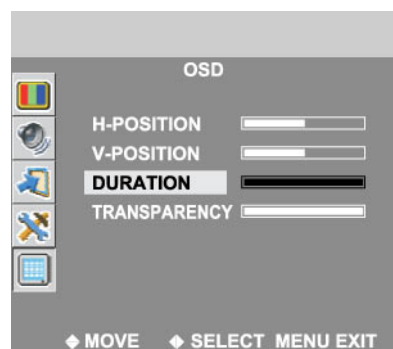 OSD
H-POSITION
V-POSITION
DURATION
TRANSPARENCY
MOVE SELECT MENU EXIT